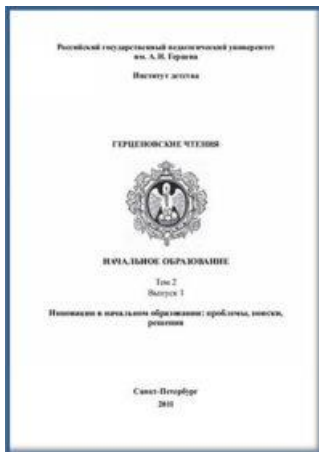 Российский государственный педагогический университет
им. А. И. Герцена
Институт детства
ГЕРЦЕНОВСКИЕ ЧТЕНИЯ
НАЧАЛЬНОЕ ОБРАЗОВАНИЕ
Том 2
Выпуск 3
Инновации в начальном образовании: проблемы, поиски,
решения
Санкт-Петербург
2011